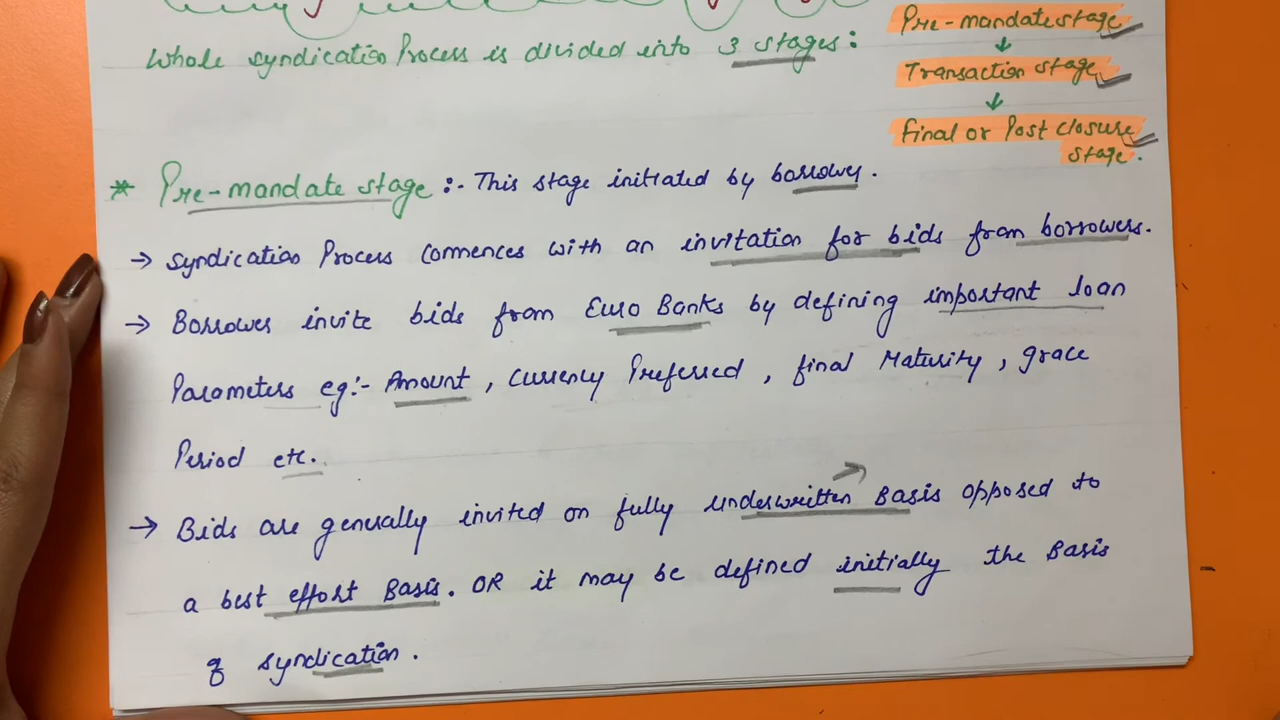 Whole syndication Process is divided into 3 stages:
Pre-mandate stage
↓
Transaction stage
↓
Final or Post closure
stage.
* Pre-mandate stage :- This stage initiated by borrower.
→ Syndication Process commences with an invitation for bids from borrowers.
→ Borrower invite bids from Euro Banks by defining important loan
Parameters eg:- Amount, Currency Preferred, final Maturity, grace
Period etc.
→ Bids are generally invited on fully underwritten Basis opposed to
a best effort Basis. OR it may be defined initially the Basis
of syndication.